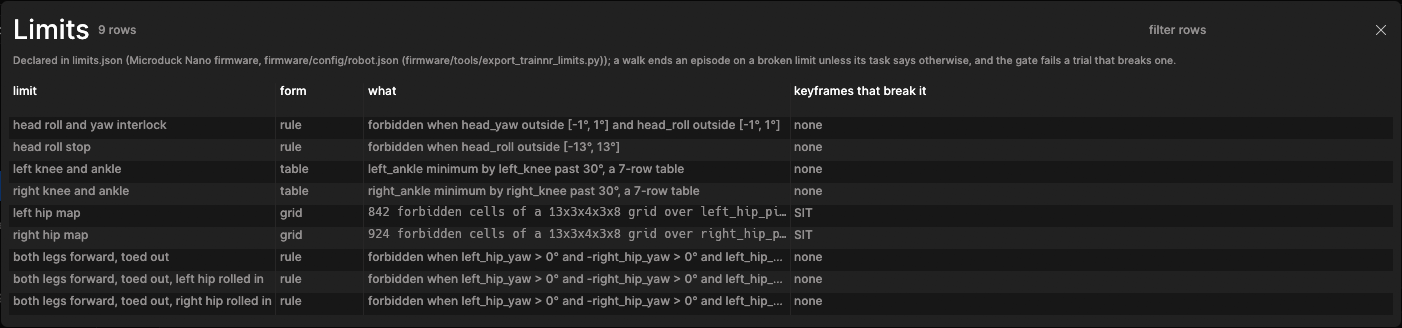 Limits 9 rows filter rows
Declared in limits.json (Microduck Nano firmware, firmware/config/robot.json (firmware/tools/export_trainnr_limits.py)); a walk ends an episode on a broken limit unless its task says otherwise, and the gate fails a trial that breaks one.
limit form what keyframes that break it
head roll and yaw interlock rule forbidden when head_yaw outside [-1°, 1°] and head_roll outside [-1°, 1°] none
head roll stop rule forbidden when head_roll outside [-13°, 13°] none
left knee and ankle table left_ankle minimum by left_knee past 30°, a 7-row table none
right knee and ankle table right_ankle minimum by right_knee past 30°, a 7-row table none
left hip map grid 842 forbidden cells of a 13x3x4x3x8 grid over left_hip_pi… SIT
right hip map grid 924 forbidden cells of a 13x3x4x3x8 grid over right_hip_p… SIT
both legs forward, toed out rule forbidden when left_hip_yaw > 0° and -right_hip_yaw > 0° and left_hip_... none
both legs forward, toed out, left hip rolled in rule forbidden when left_hip_yaw > 0° and -right_hip_yaw > 0° and left_hip_... none
both legs forward, toed out, right hip rolled in rule forbidden when left_hip_yaw > 0° and -right_hip_yaw > 0° and left_hip_... none